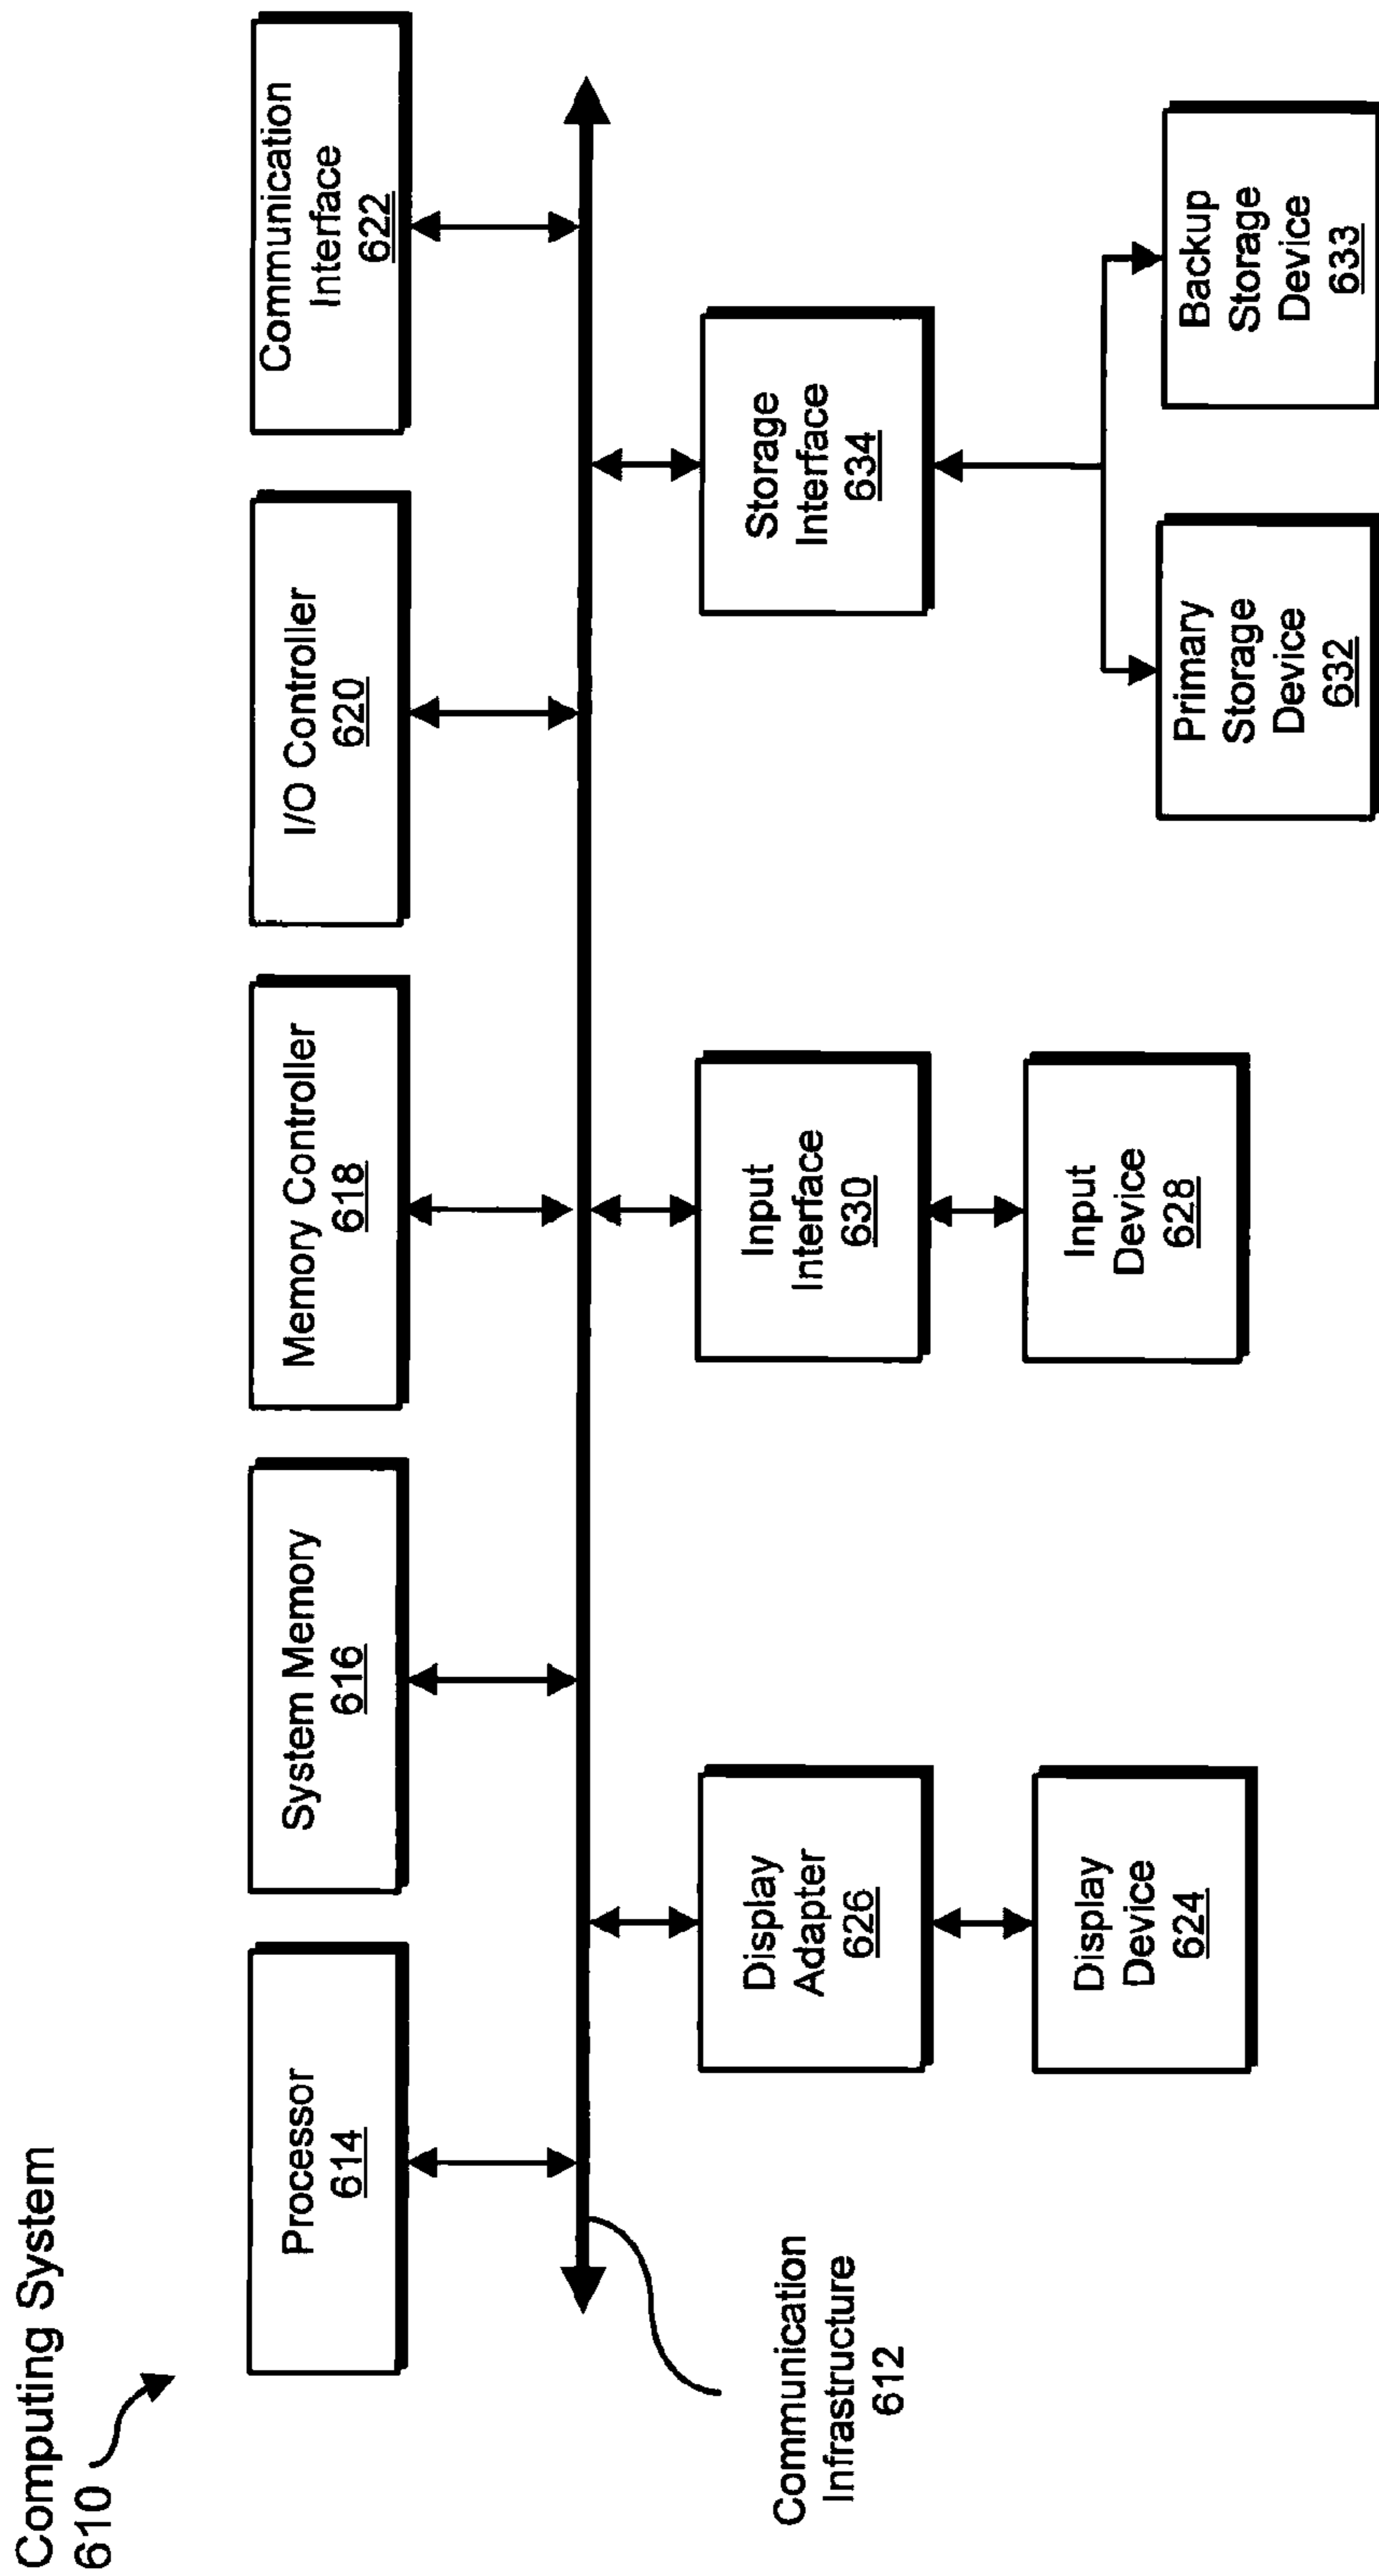 Computing System
610
Processor
614
System Memory
616
Memory Controller
618
I/O Controller
620
Communication
Interface
622
Communication
Infrastructure
612
Display
Adapter
626
Input
Interface
630
Storage
Interface
634
Display
Device
624
Input
Device
628
Primary
Storage
Device
632
Backup
Storage
Device
633